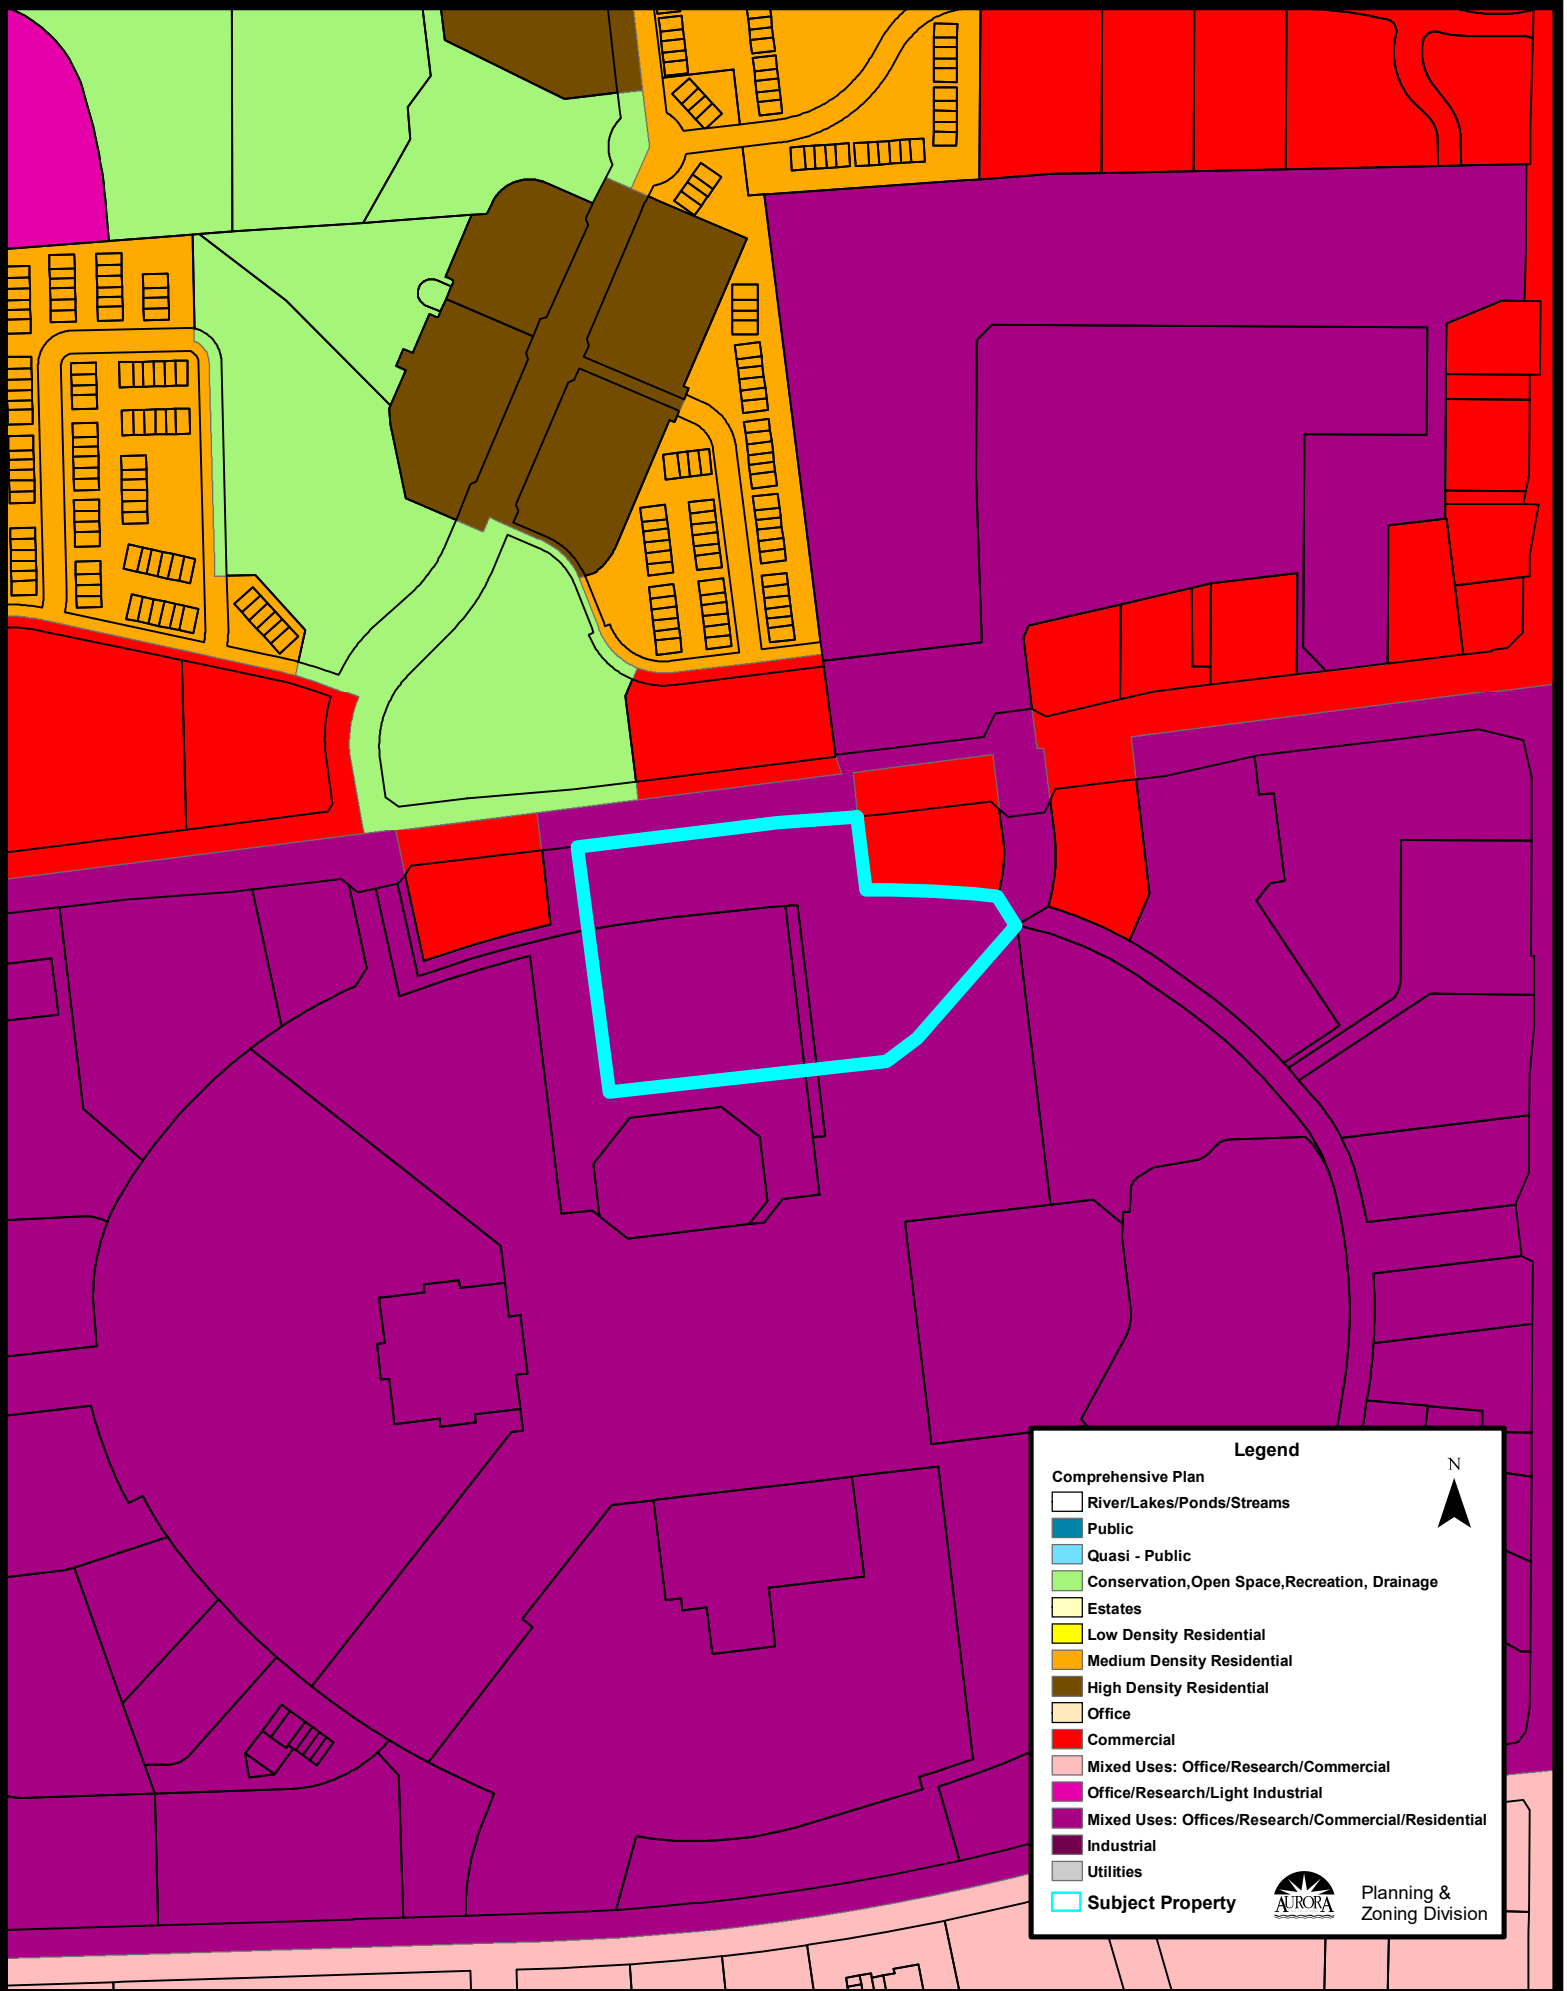 Legend
N
Comprehensive Plan
River/Lakes/Ponds/Streams
Public
Quasi - Public
Conservation,Open Space,Recreation, Drainage
Estates
Low Density Residential
Medium Density Residential
High Density Residential
Office
Commercial
Mixed Uses: Office/Research/Commercial
Office/Research/Light Industrial
Mixed Uses: Offices/Research/Commercial/Residential
Industrial
Utilities
Subject Property
AURORA
Planning &
Zoning Division